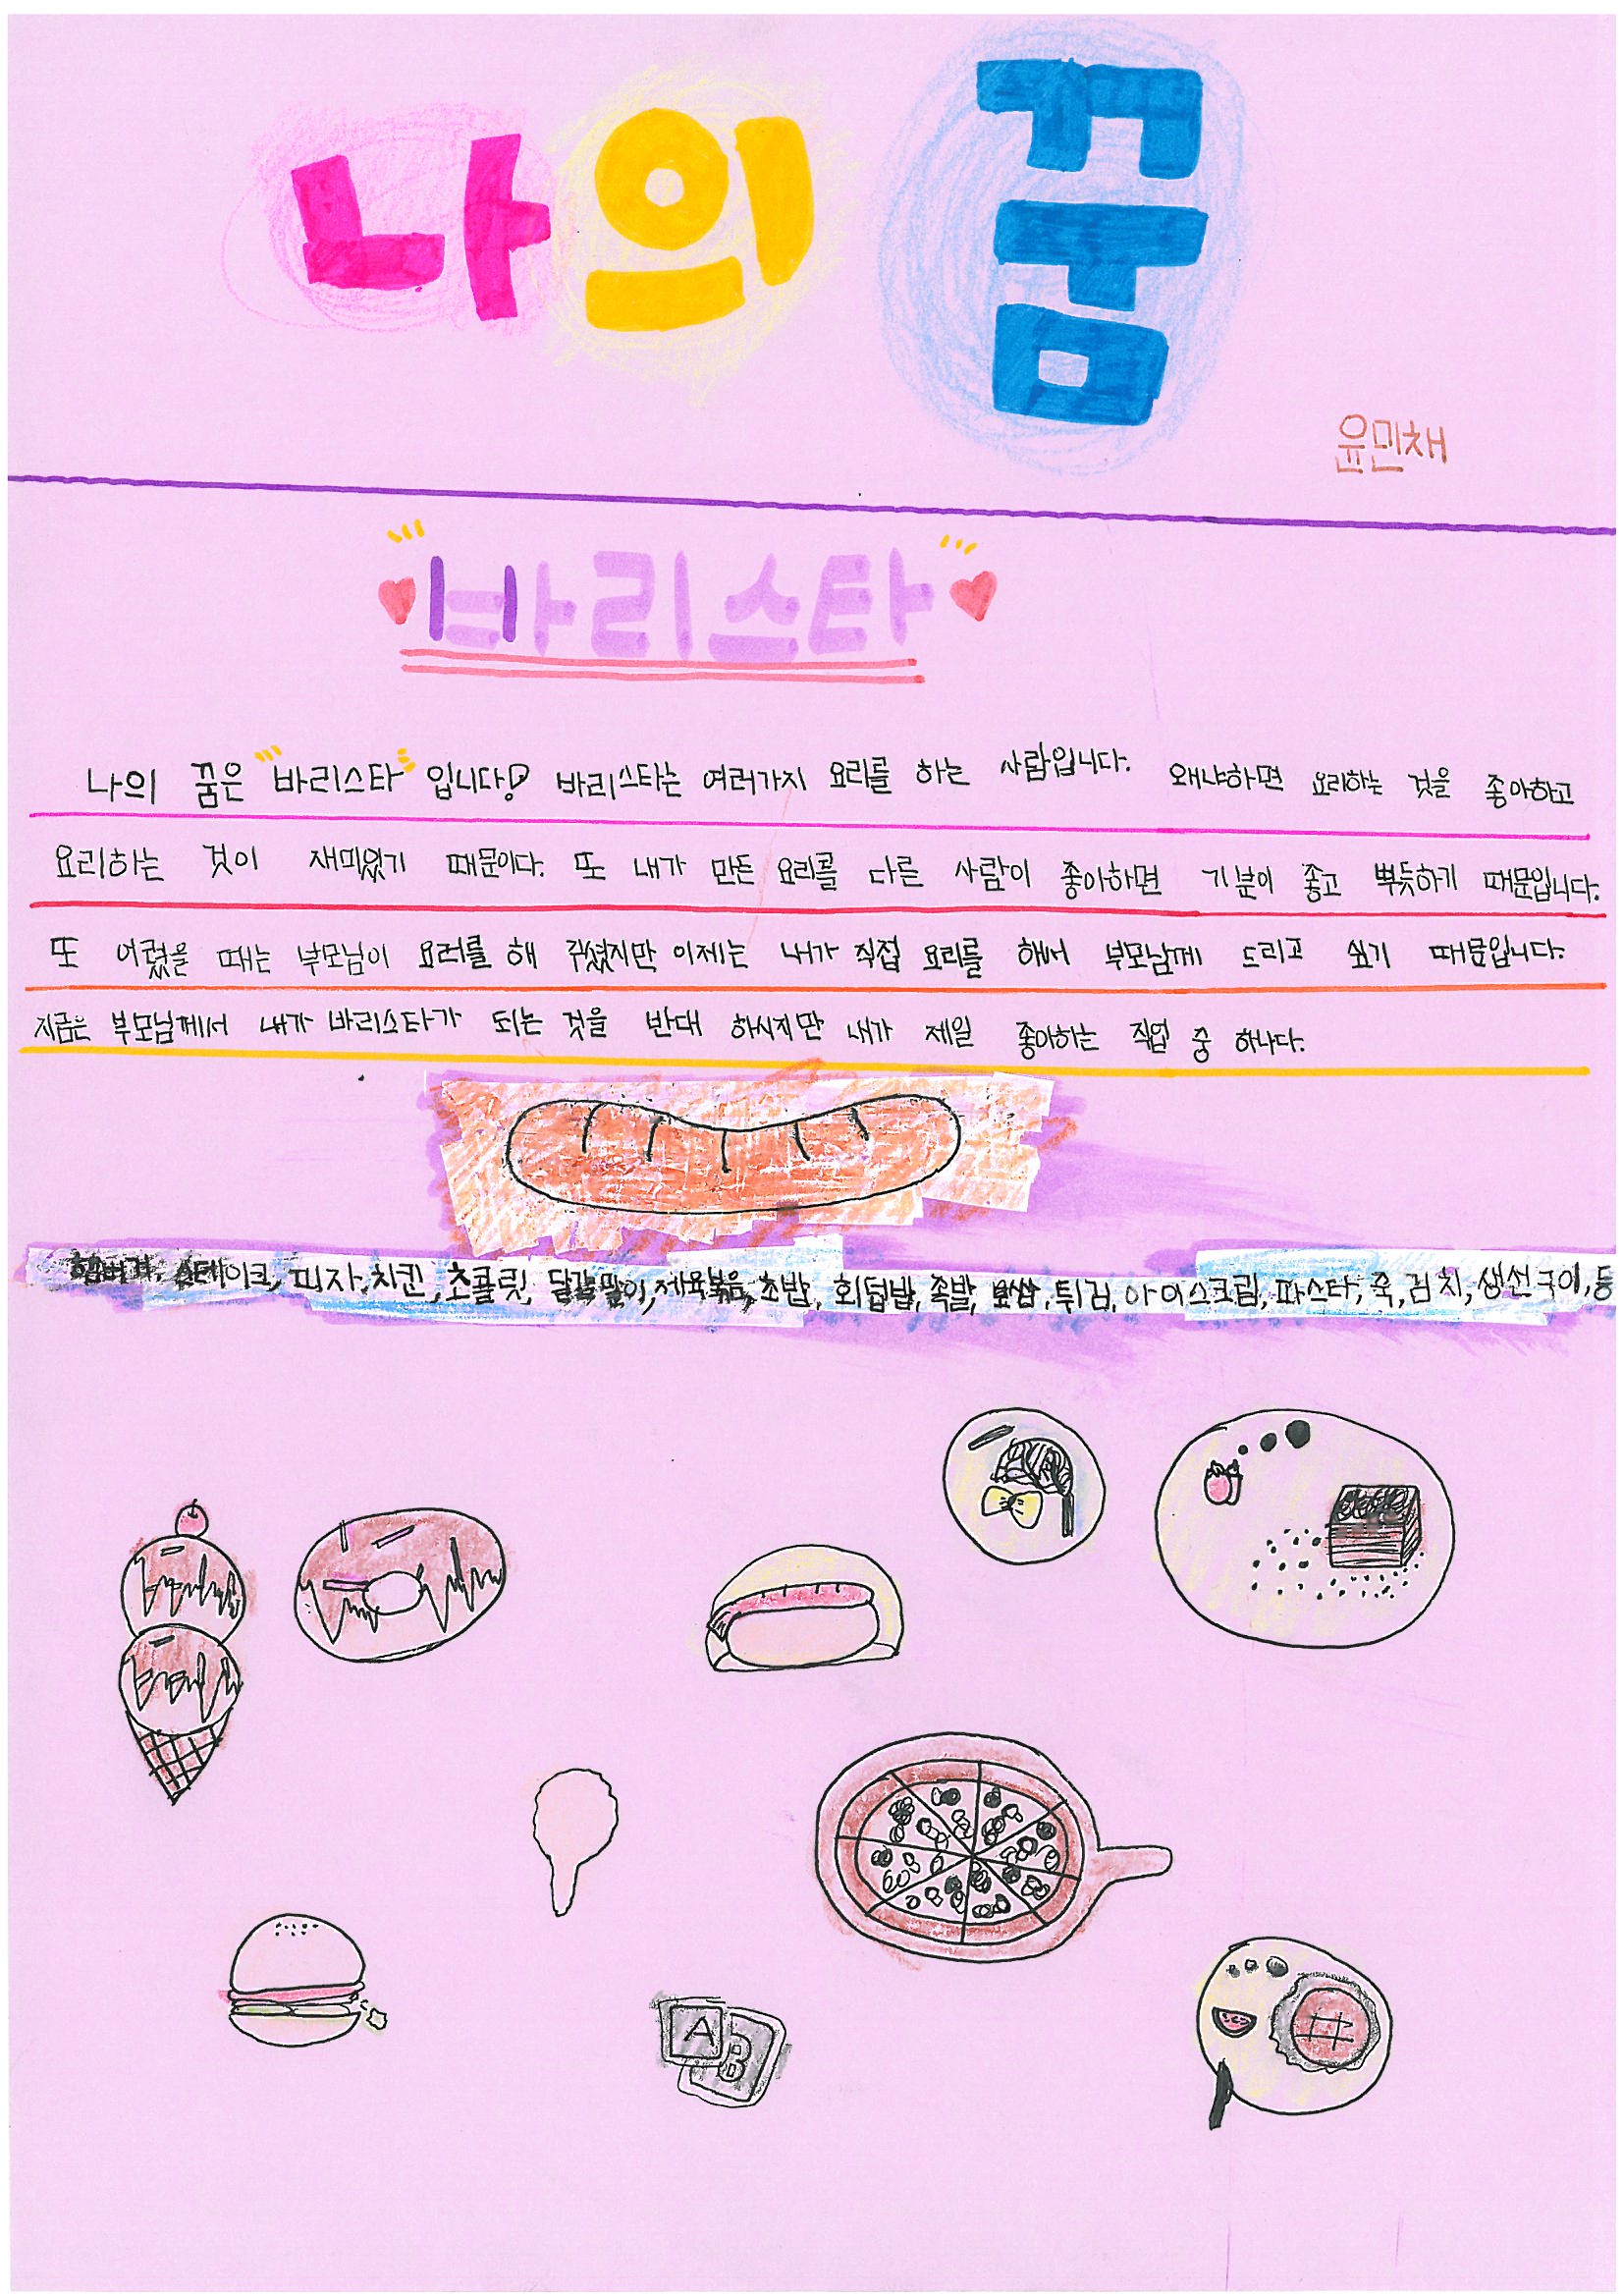 나의 꿈
윤민채
바리스타
나의 꿈은 "바리스타" 입니다! 바리스타는 여러가지 요리를 하는 사람입니다. 왜냐하면 요리하는 것을 좋아하고
요리하는 것이 재미있기 때문이다. 또 내가 만든 요리를 다른 사람이 좋아하면 기분이 좋고 뿌듯하기 때문입니다.
또 어렸을 때는 부모님이 요리를 해 주셨지만 이제는 내가 직접 요리를 해서 부모님께 드리고 싶기 때문입니다.
지금은 부모님께서 내가 바리스타가 되는 것을 반대 하시지만 내가 제일 좋아하는 직업 중 하나다.
햄버거, 스테이크, 피자, 치킨, 초콜릿, 달걀말이, 제육볶음, 초밥, 회덮밥, 족발, 보쌈, 튀김, 아이스크림, 파스타, 죽, 김치, 생선구이, 등
A B